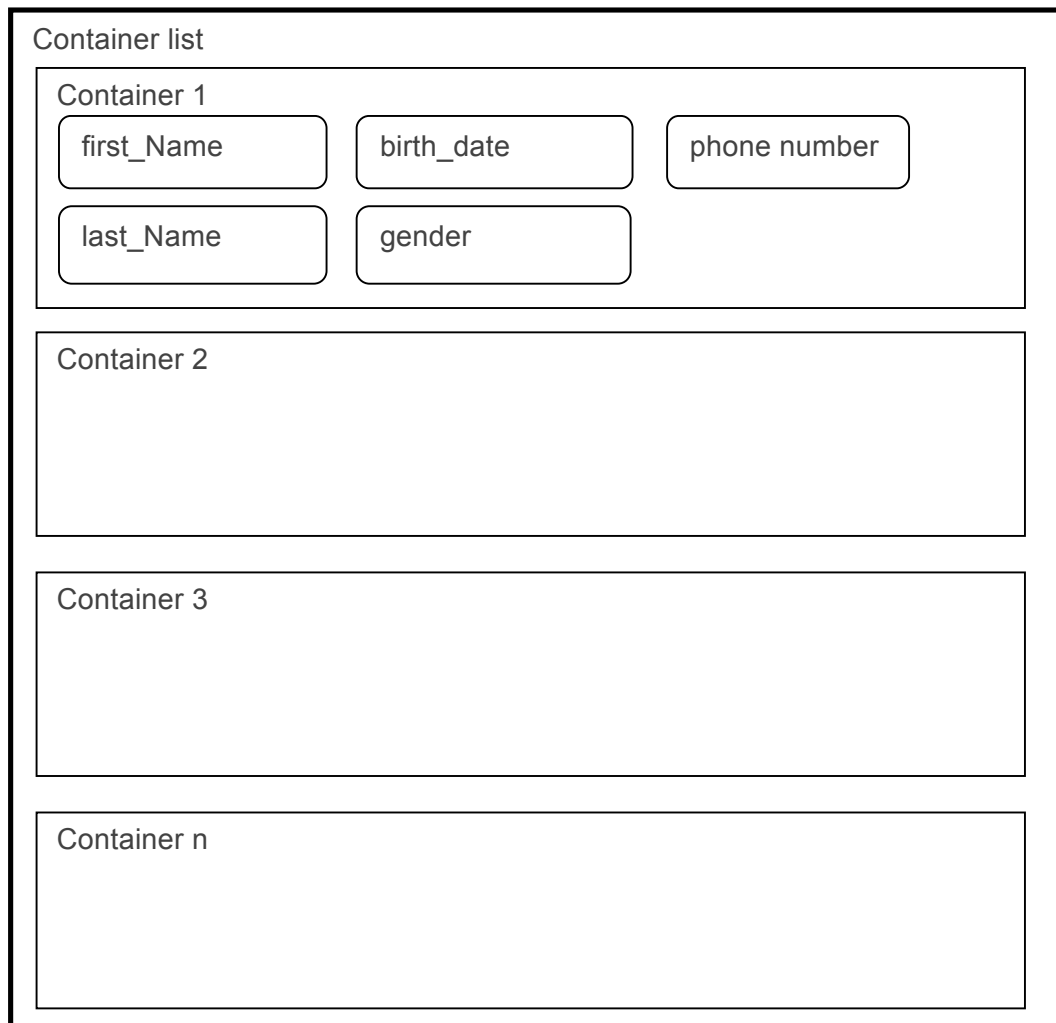 Container list
Container 1
first_Name
birth_date
phone number
last_Name
gender
Container 2
Container 3
Container n